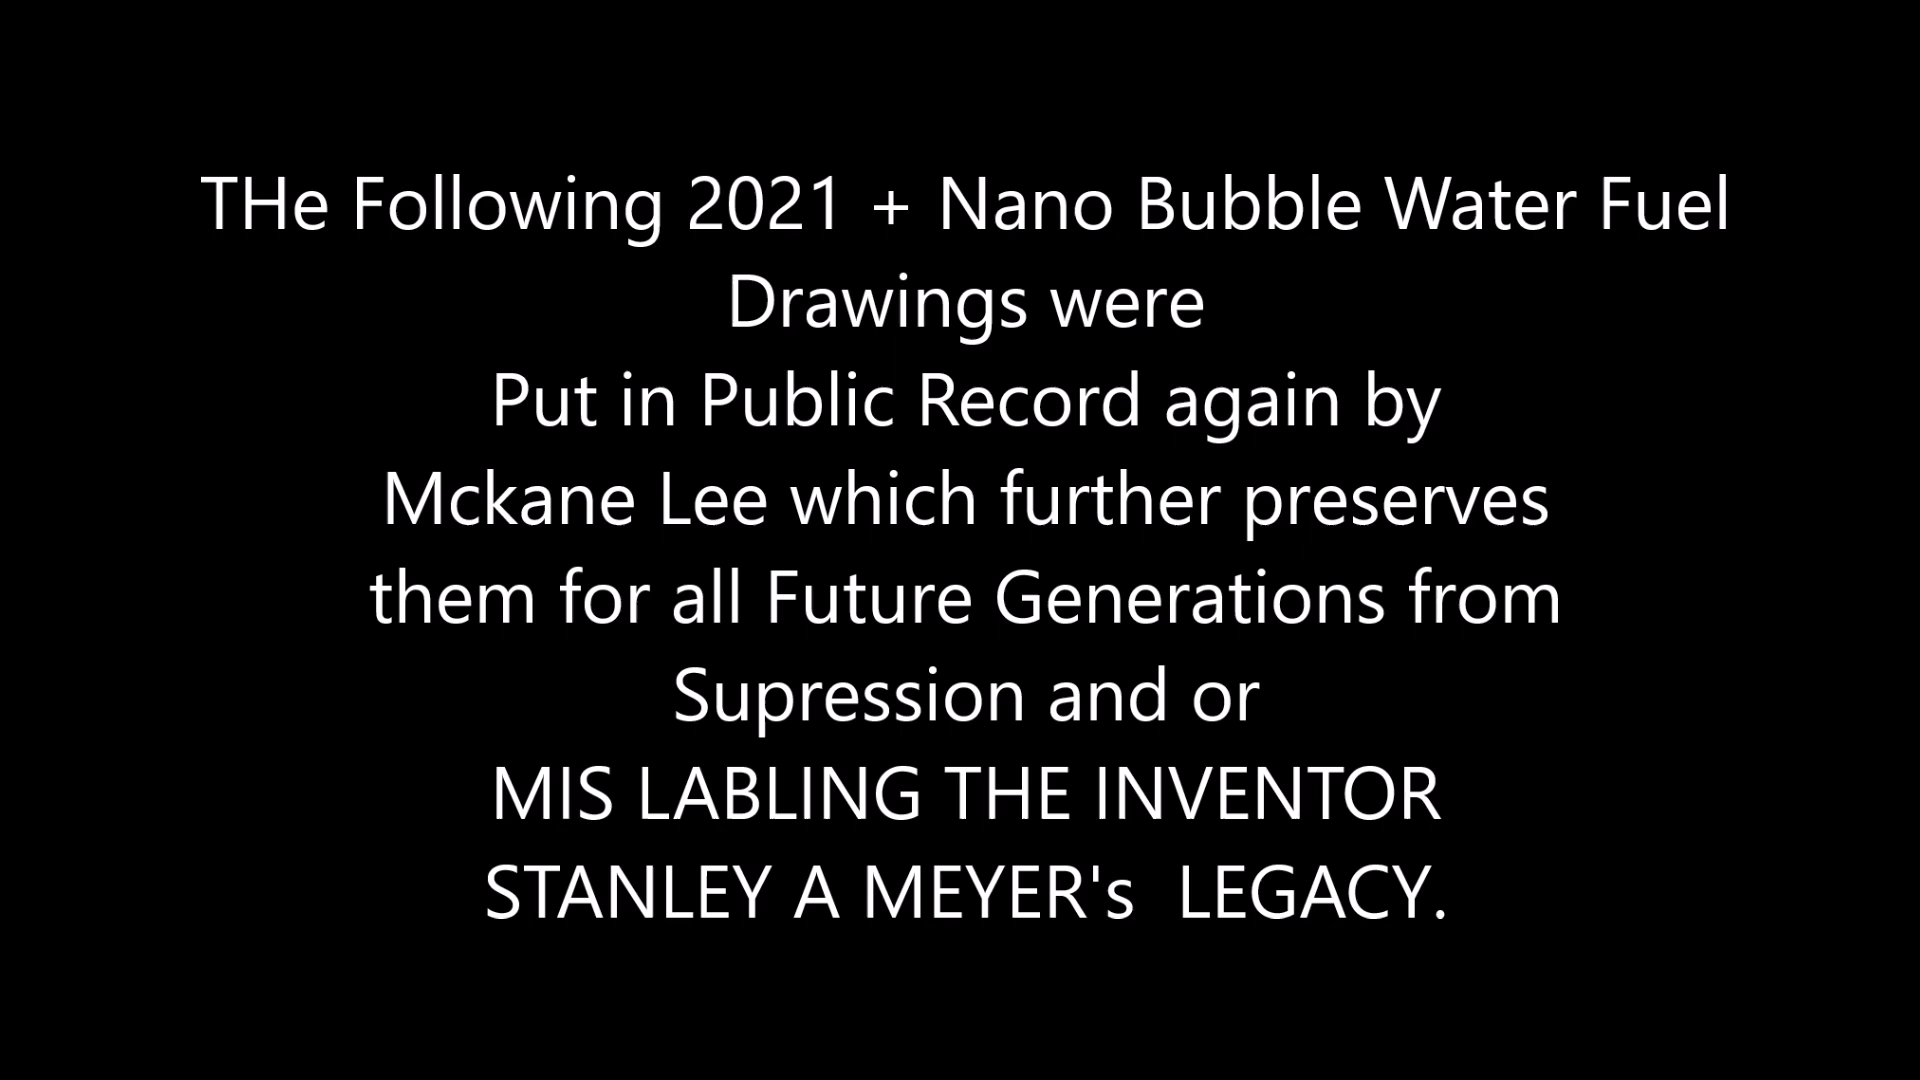 THe Following 2021 + Nano Bubble Water Fuel
Drawings were
Put in Public Record again by
Mckane Lee which further preserves
them for all Future Generations from
Supression and or
MIS LABLING THE INVENTOR
STANLEY A MEYER's  LEGACY.